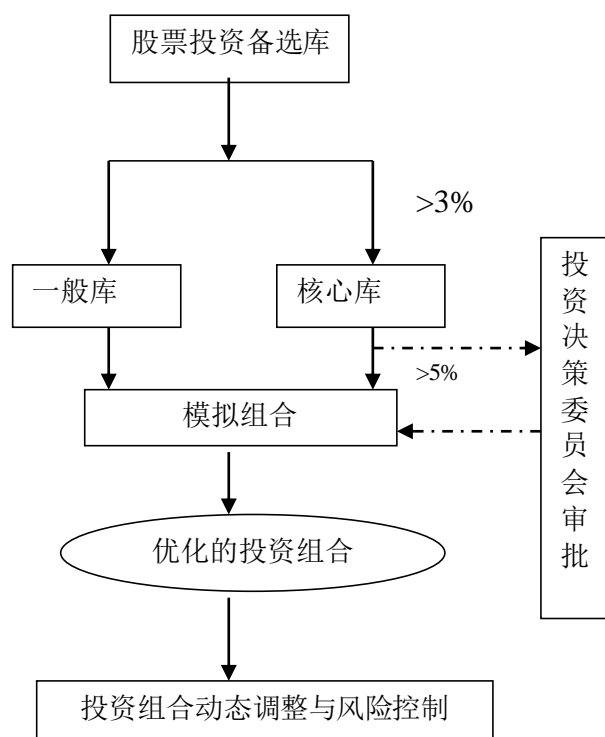 股票投资备选库
>3%
一般库
核心库
投资决策委员会审批
>5%
模拟组合
优化的投资组合
投资组合动态调整与风险控制